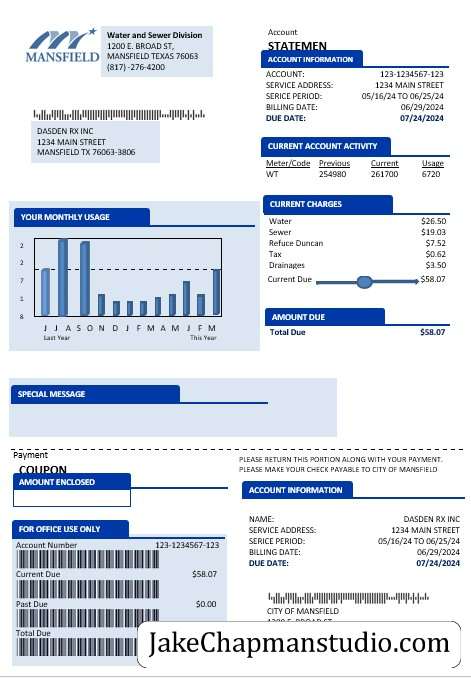 MANSFIELD
Water and Sewer Division
1200 E. BROAD ST,
MANSFIELD TEXAS 76063
(817) -276-4200
Account
STATEMEN
ACCOUNT INFORMATION
ACCOUNT: 123-1234567-123
SERVICE ADDRESS: 1234 MAIN STREET
SERICE PERIOD: 05/16/24 TO 06/25/24
BILLING DATE: 06/29/2024
DUE DATE: 07/24/2024
DASDEN RX INC
1234 MAIN STREET
MANSFIELD TX 76063-3806
CURRENT ACCOUNT ACTIVITY
Meter/Code Previous Current Usage
WT 254980 261700 6720
YOUR MONTHLY USAGE
2
2
7
1
8
J J A S O N D J F M A M J J F M
Last Year This Year
CURRENT CHARGES
Water $26.50
Sewer $19.03
Refuce Duncan $7.52
Tax $0.62
Drainages $3.50
Current Due $58.07
AMOUNT DUE
Total Due $58.07
SPECIAL MESSAGE
Payment
COUPON
AMOUNT ENCLOSED
PLEASE RETURN THIS PORTION ALONG WITH YOUR PAYMENT.
PLEASE MAKE YOUR CHECK PAYABLE TO CITY OF MANSFIELD
ACCOUNT INFORMATION
NAME: DASDEN RX INC
SERVICE ADDRESS: 1234 MAIN STREET
SERICE PERIOD: 05/16/24 TO 06/25/24
BILLING DATE: 06/29/2024
DUE DATE: 07/24/2024
FOR OFFICE USE ONLY
Account Number 123-1234567-123
Current Due $58.07
Past Due $0.00
Total Due
CITY OF MANSFIELD
JakeChapmanstudio.com